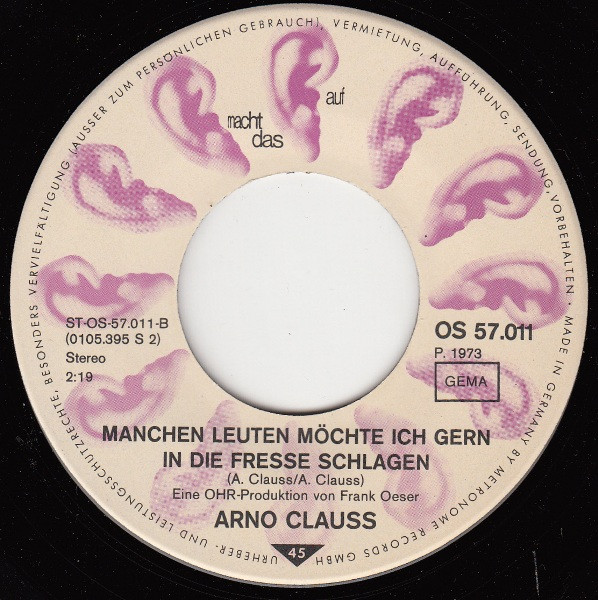 URHEBER- UND LEISTUNGSSCHUTZRECHTE, BESONDERS VERVIELFÄLTIGUNG (AUSSER ZUM PERSÖNLICHEN GEBRAUCH), VERMIETUNG, AUFFÜHRUNG, SENDUNG, VORBEHALTEN · MADE IN GERMANY BY METRONOME RECORDS GMBH·
macht
das
auf
ST-OS-57.011-B
(0105.395 S 2)
Stereo
2:19
OS 57.011
P. 1973
GEMA
MANCHEN LEUTEN MÖCHTE ICH GERN
IN DIE FRESSE SCHLAGEN
(A. Clauss/A. Clauss)
Eine OHR-Produktion von Frank Oeser
ARNO CLAUSS
45